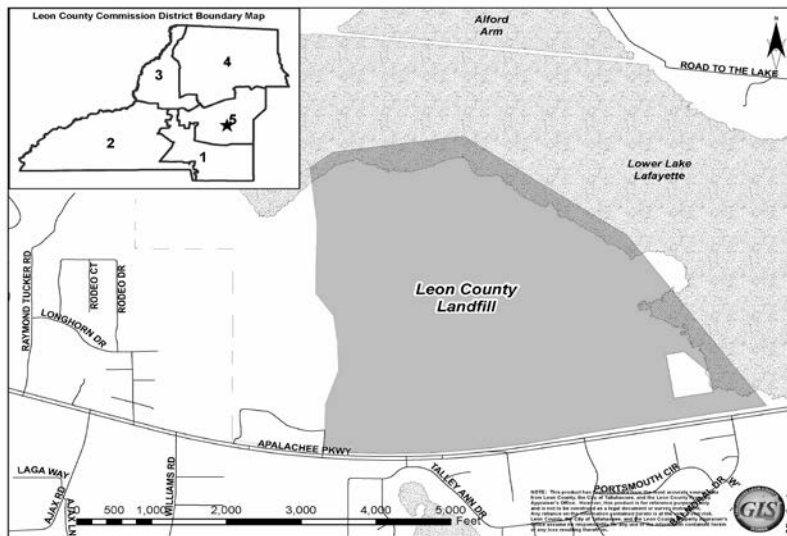 Leon County Commission District Boundary Map
4
3
5
2
1
Alford
Arm
N
ROAD TO THE LAKE
Lower Lake
Lafayette
RAYMOND TUCKER RD
RODEO CT
RODEO DR
LONGHORN DR
Leon County
Landfill
APALACHEE PKWY
LAGA WAY
AJAX RD
WILLIAMS RD
TALLEY ANN DR
PORTSMOUTH CIR
BALMORAL DR
0 500 1,000 2,000 3,000 4,000 5,000
Feet
GIS